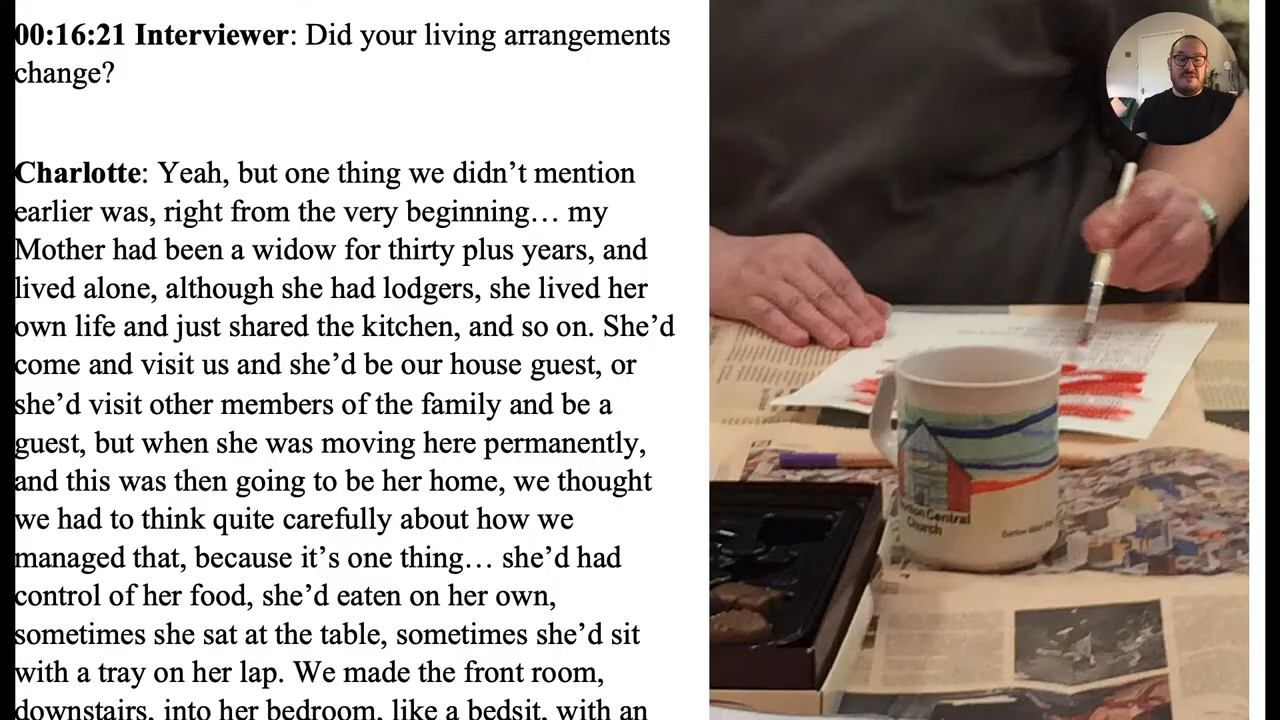 00:16:21 Interviewer: Did your living arrangements
change?
Charlotte: Yeah, but one thing we didn’t mention
earlier was, right from the very beginning… my
Mother had been a widow for thirty plus years, and
lived alone, although she had lodgers, she lived her
own life and just shared the kitchen, and so on. She’d
come and visit us and she’d be our house guest, or
she’d visit other members of the family and be a
guest, but when she was moving here permanently,
and this was then going to be her home, we thought
we had to think quite carefully about how we
managed that, because it’s one thing… she’d had
control of her food, she’d eaten on her own,
sometimes she sat at the table, sometimes she’d sit
with a tray on her lap. We made the front room,
downstairs, into her bedroom, like a bedsit, with an
Central
Church